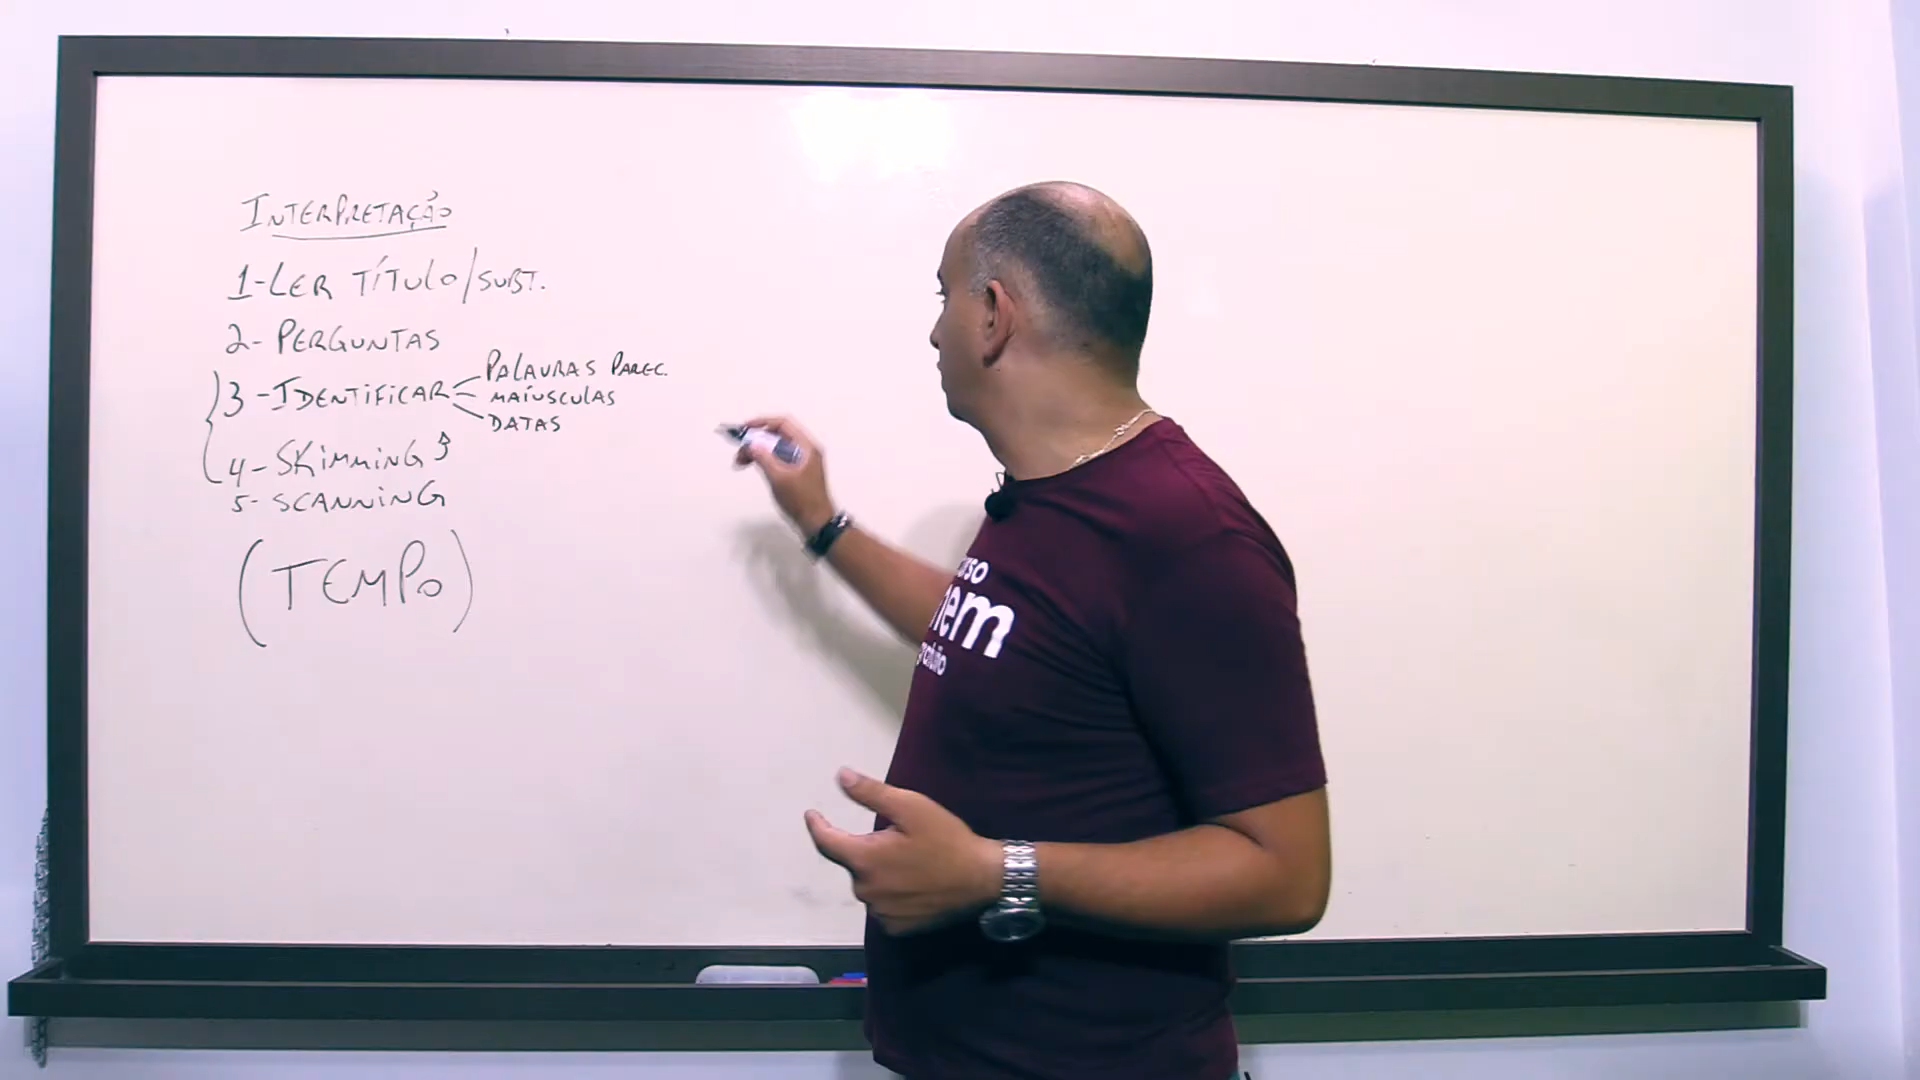 INTERPRETAÇÃO
1-LER TÍTULO/SUBT.
2- PERGUNTAS
3 -IDENTIFICAR
PALAVRAS PAREC.
MAIÚSCULAS
DATAS
4- SKIMMING
5- SCANNING
(TEMPO)